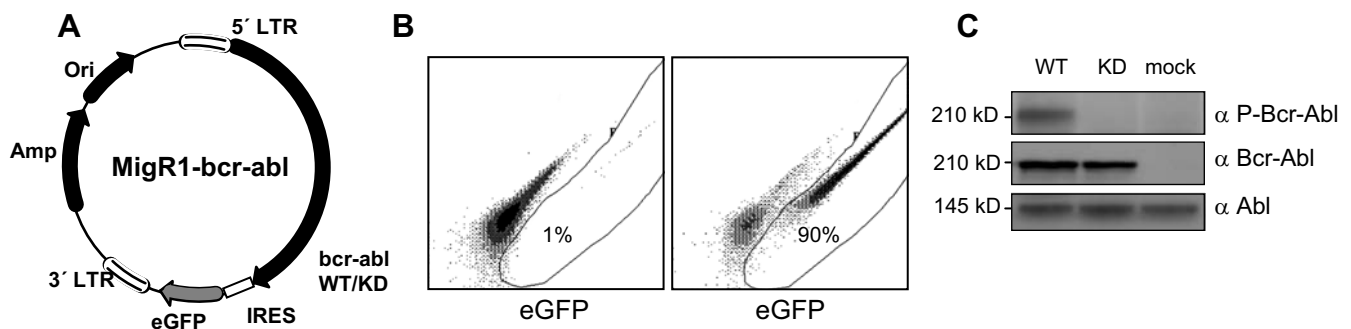 A
5´ LTR
Ori
Amp
MigR1-bcr-abl
3´ LTR
eGFP
IRES
bcr-abl
WT/KD
B
1%
eGFP
90%
eGFP
C
WT KD mock
210 kD
α P-Bcr-Abl
210 kD
α Bcr-Abl
145 kD
α Abl